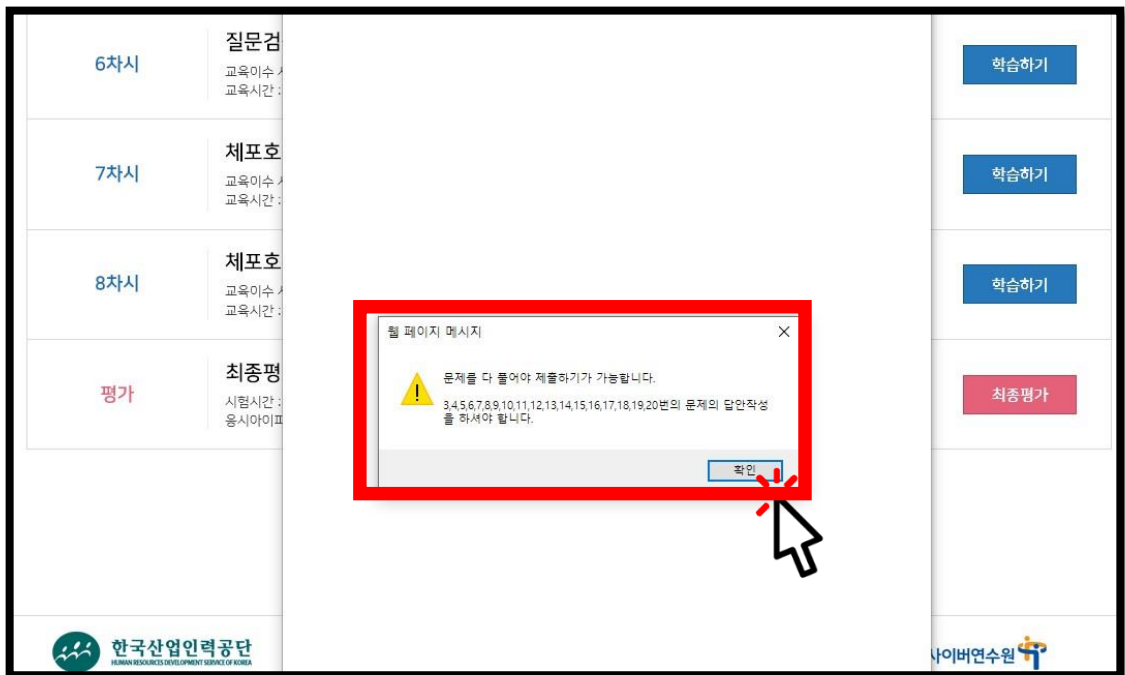 6차시
질문검
교육이수
교육시간 :
학습하기
7차시
체포호
교육이수
교육시간 :
학습하기
8차시
체포호
교육이수
교육시간 :
학습하기
평가
최종평
시험시간 :
응시아이피
최종평가
웹 페이지 메시지
문제를 다 풀어야 제출하기가 가능합니다.
3,4,5,6,7,8,9,10,11,12,13,14,15,16,17,18,19,20번의 문제의 답안작성
을 하셔야 합니다.
확인
한국산업인력공단
HUMAN RESOURCES DEVELOPMENT SERVICE OF KOREA
사이버연수원